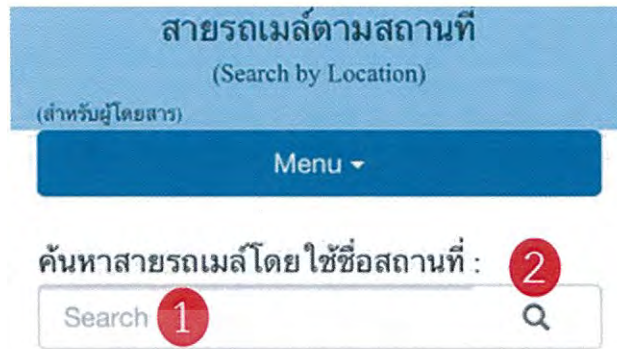 สายรถเมล์ตามสถานที่
(Search by Location)
(สำหรับผู้โดยสาร)
Menu
ค้นหาสายรถเมล์โดยใช้ชื่อสถานที่ :
2
Search 1